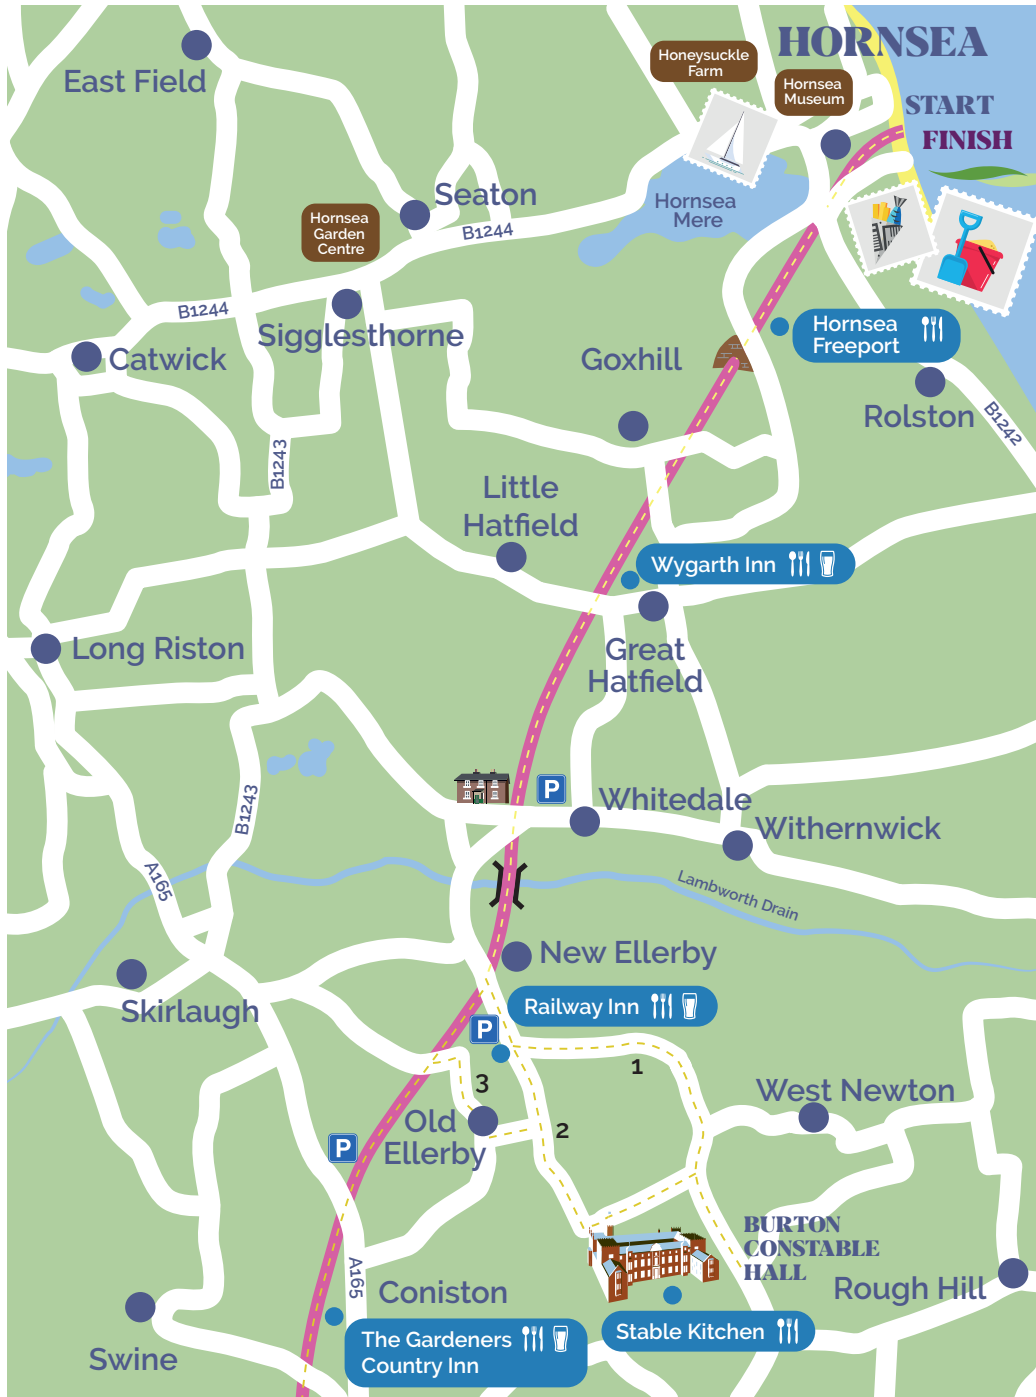 HORNSEA
Honeysuckle
Farm
Hornsea
Museum
East Field
START
FINISH
Seaton
Hornsea
Mere
Hornsea
Garden
Centre
B1244
B1244
Sigglesthorne
Hornsea
Freeport
Catwick
Goxhill
Rolston
B1242
B1243
Little
Hatfield
Wygarth Inn
Long Riston
Great
Hatfield
P
Whitedale
B1243
Withernwick
A165
Lambworth Drain
New Ellerby
Skirlaugh
Railway Inn
P
1
3
West Newton
Old
Ellerby
2
P
BURTON
CONSTABLE
HALL
A165
Coniston
Rough Hill
The Gardeners
Country Inn
Stable Kitchen
Swine